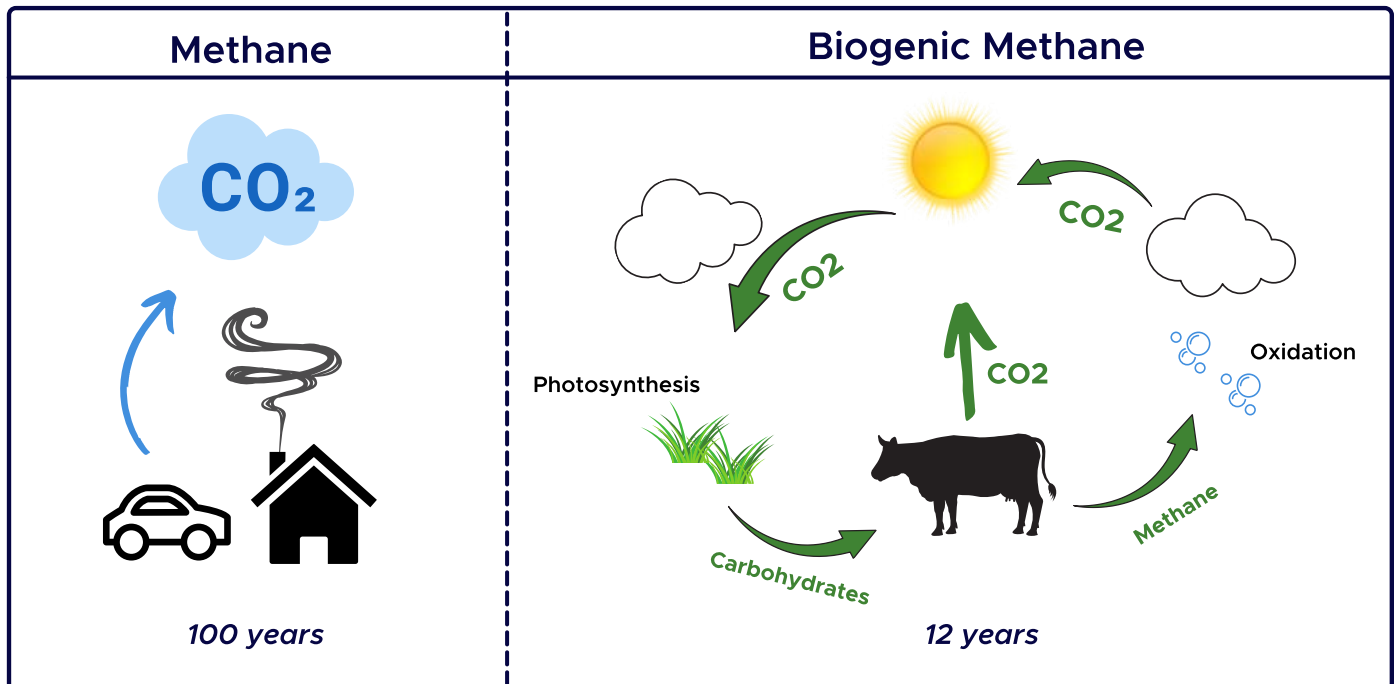 Methane
Biogenic Methane
CO₂
CO2
CO2
CO2
Oxidation
Photosynthesis
Methane
Carbohydrates
100 years
12 years